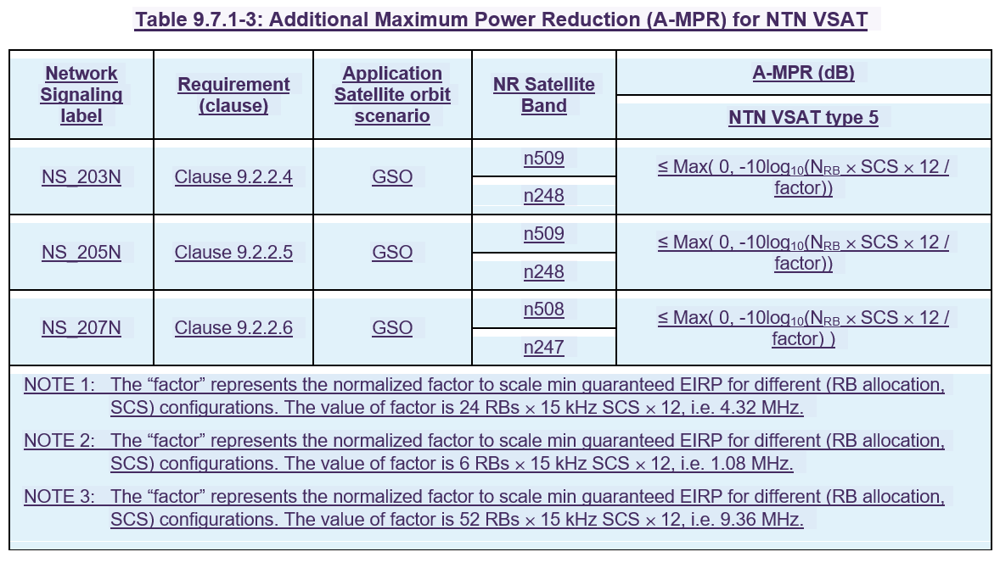 Table 9.7.1-3: Additional Maximum Power Reduction (A-MPR) for NTN VSAT
Network
Signaling
label
Requirement
(clause)
Application
Satellite orbit
scenario
NR Satellite
Band
A-MPR (dB)
NTN VSAT type 5
NS_203N
Clause 9.2.2.4
GSO
n509
n248
≤ Max( 0, -10log10(NRB × SCS × 12 /
factor))
NS_205N
Clause 9.2.2.5
GSO
n509
n248
≤ Max( 0, -10log10(NRB × SCS × 12 /
factor))
NS_207N
Clause 9.2.2.6
GSO
n508
n247
≤ Max( 0, -10log10(NRB × SCS × 12 /
factor) )
NOTE 1: The “factor” represents the normalized factor to scale min guaranteed EIRP for different (RB allocation,
SCS) configurations. The value of factor is 24 RBs × 15 kHz SCS × 12, i.e. 4.32 MHz.
NOTE 2: The “factor” represents the normalized factor to scale min guaranteed EIRP for different (RB allocation,
SCS) configurations. The value of factor is 6 RBs × 15 kHz SCS × 12, i.e. 1.08 MHz.
NOTE 3: The “factor” represents the normalized factor to scale min guaranteed EIRP for different (RB allocation,
SCS) configurations. The value of factor is 52 RBs × 15 kHz SCS × 12, i.e. 9.36 MHz.